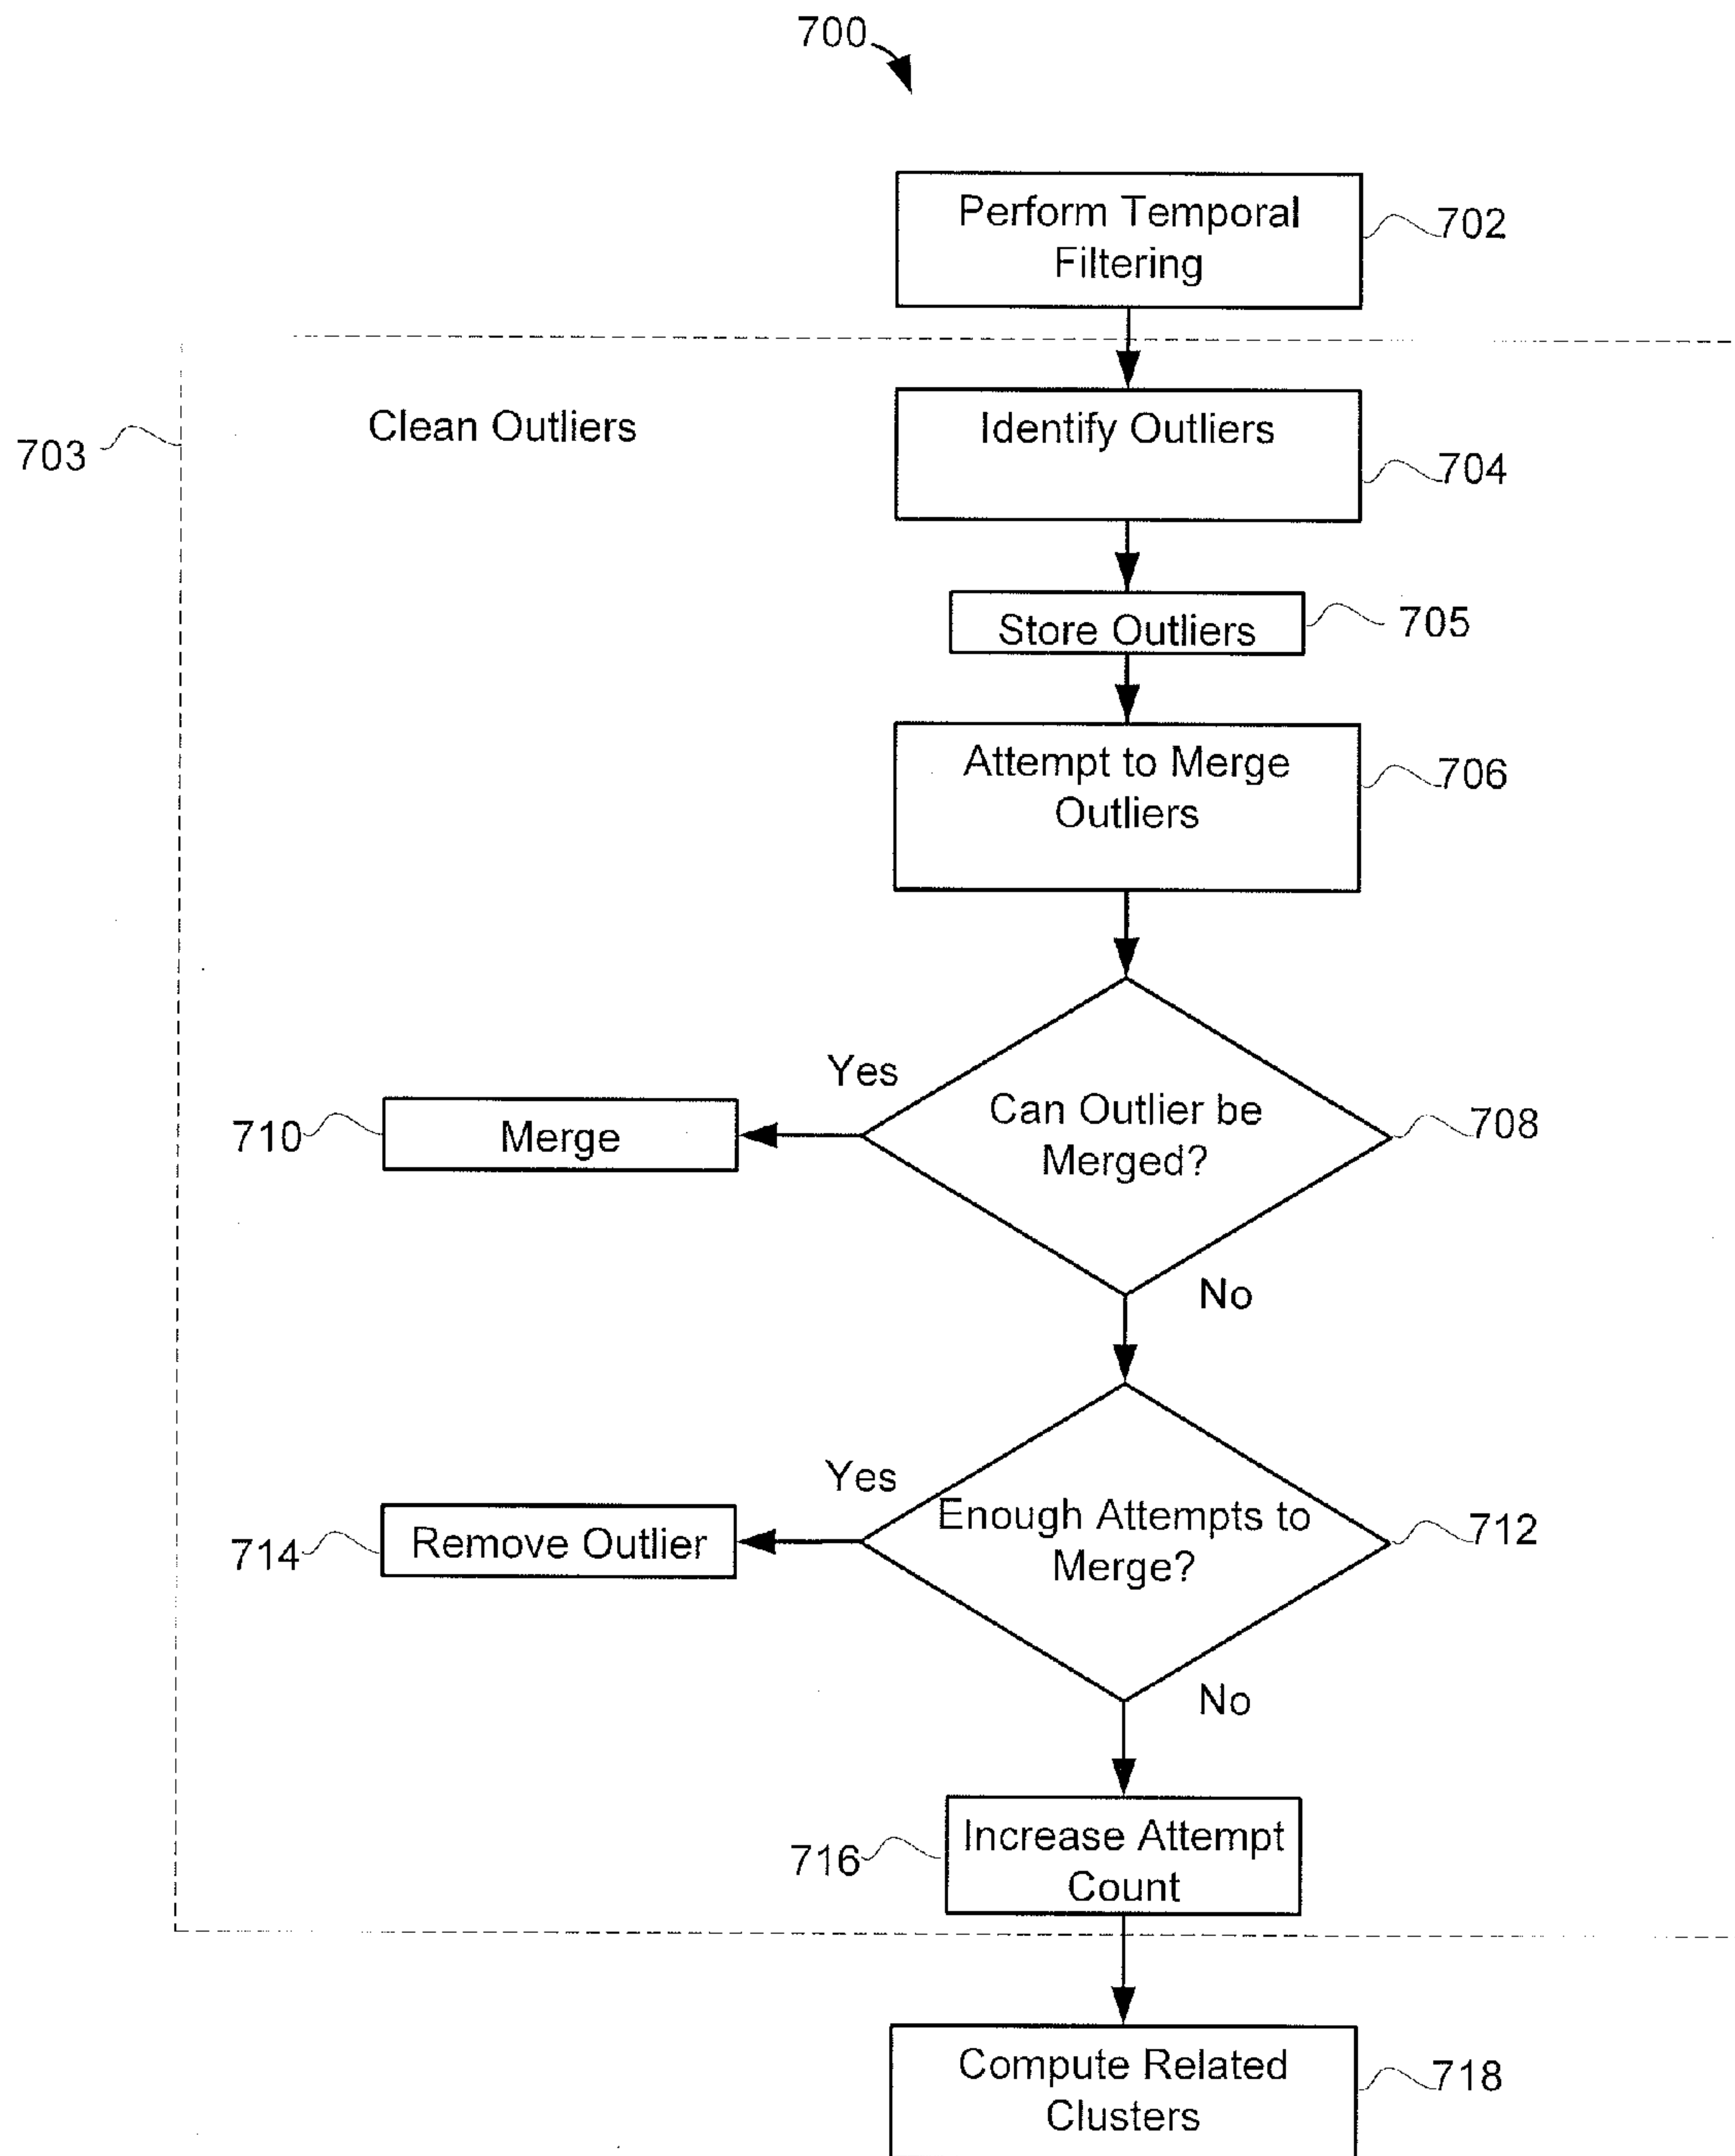 700
Perform Temporal
Filtering
702
703
Clean Outliers
Identify Outliers
704
Store Outliers
705
Attempt to Merge
Outliers
706
Yes
Can Outlier be
Merged?
708
710
Merge
No
Yes
Enough Attempts to
Merge?
712
714
Remove Outlier
No
716
Increase Attempt
Count
Compute Related
Clusters
718